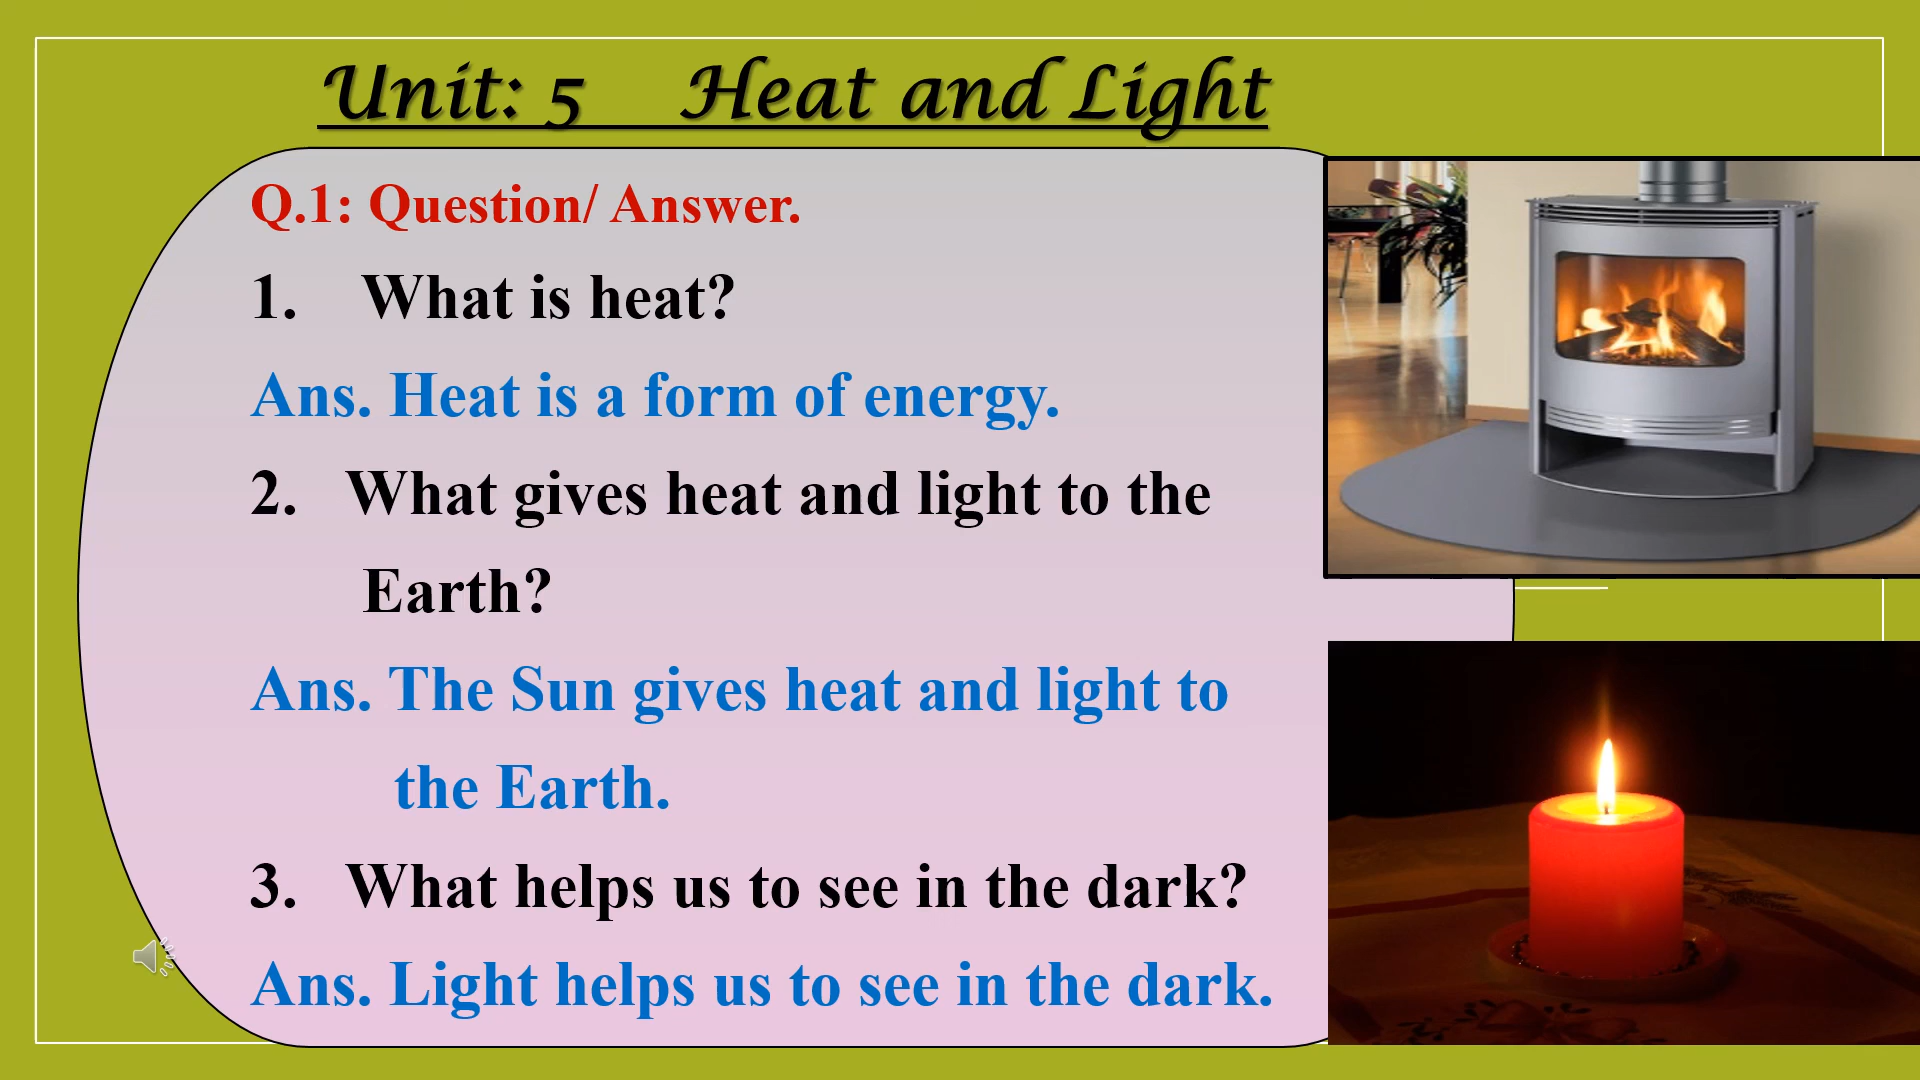 Unit: 5 Heat and Light
Q.1: Question/ Answer.
1. What is heat?
Ans. Heat is a form of energy.
2. What gives heat and light to the
Earth?
Ans. The Sun gives heat and light to
the Earth.
3. What helps us to see in the dark?
Ans. Light helps us to see in the dark.